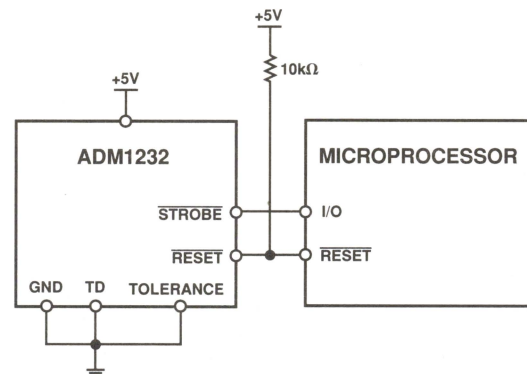 +5V
10kΩ
+5V
ADM1232
MICROPROCESSOR
STROBE
I/O
RESET
RESET
GND
TD
TOLERANCE